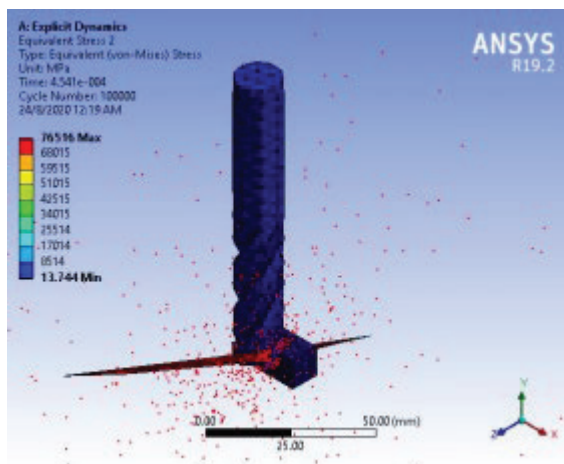 A: Explicit Dynamics
Equivalent Stress 2
Type: Equivalent (von-Mises) Stress
Unit: MPa
Time: 4.541e-004
Cycle Number: 100000
24/8/2020 12:19 AM
ANSYS
R19.2
76516 Max
68015
59515
51015
42515
34015
25514
17014
8514
13.744 Min
0.00
50.00 (mm)
25.00
Y
Z
X